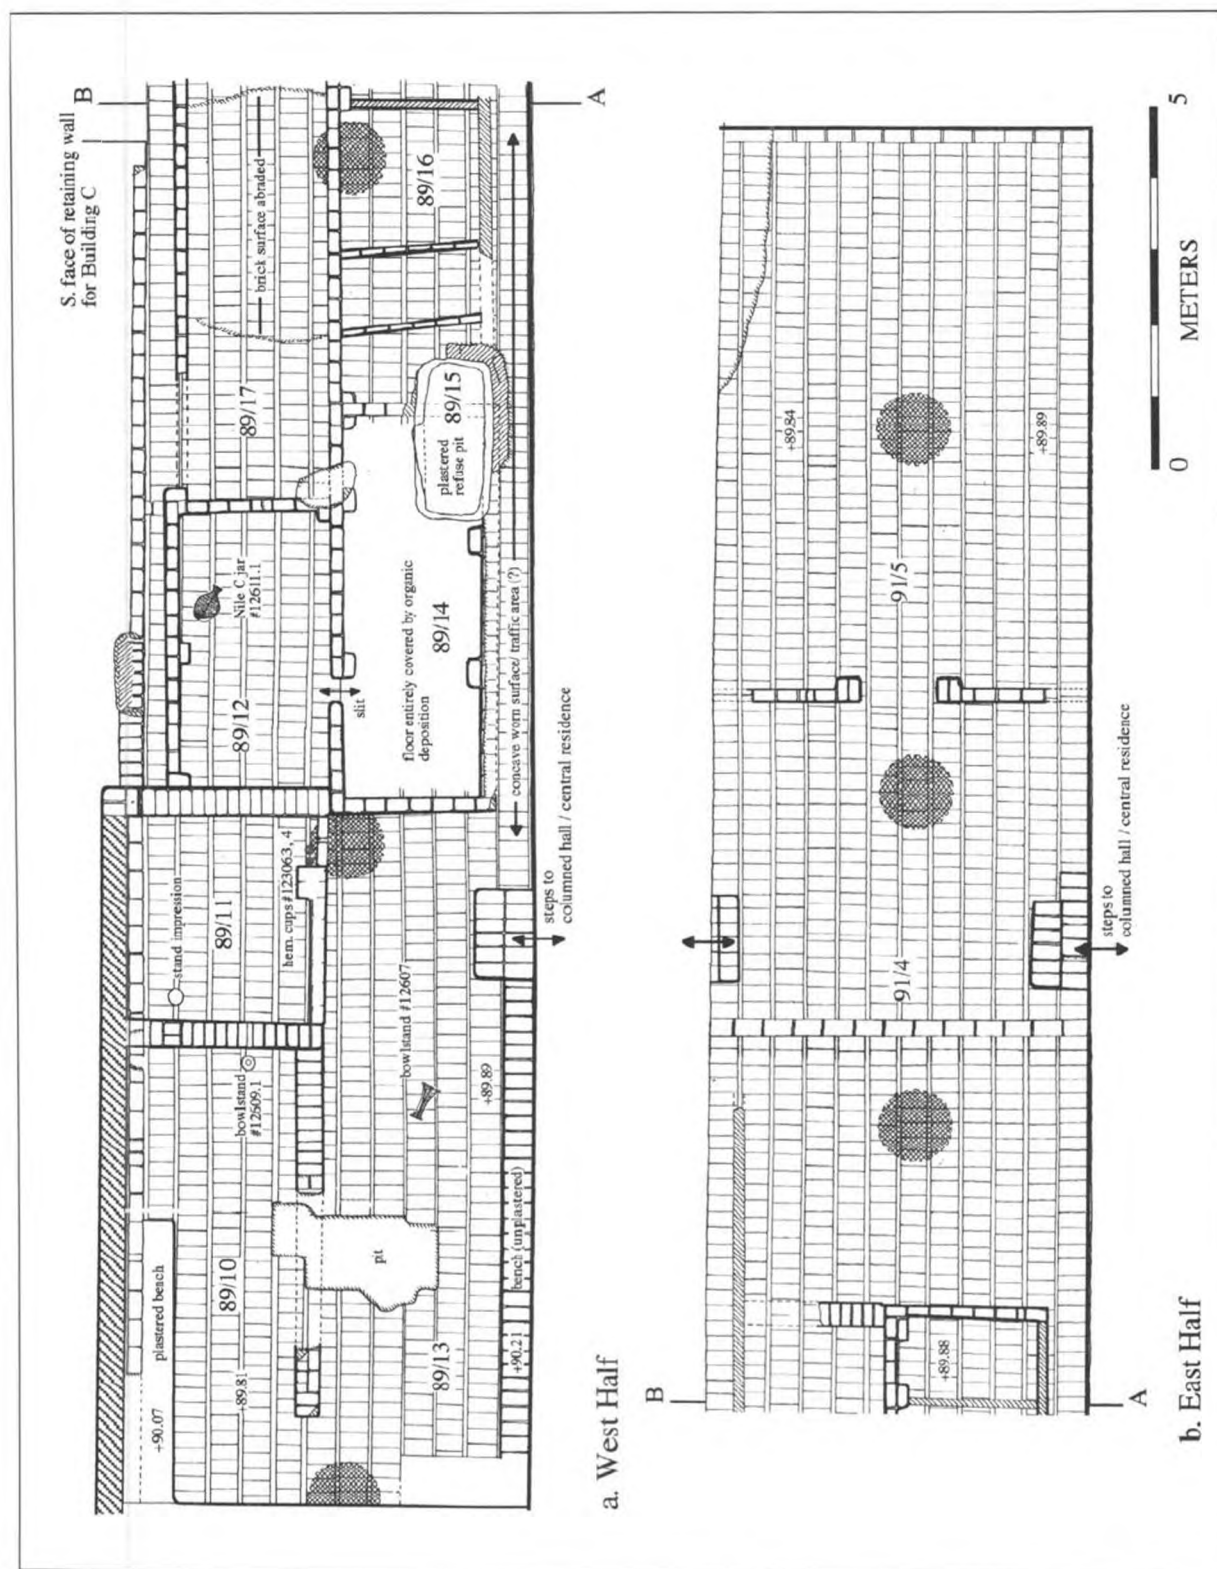 S. face of retaining wall
for Building C
B
brick surface abraded
89/16
A
89/17
89/15
plastered
refuse pit
Nile C jar
#12611.1
89/12
slit
floor entirely covered by organic
deposition
89/14
concave worn surface/ traffic area (?)
stand impression
89/11
hem. cups #123063, 4
steps to
columned hall / central residence
bowlstand
#12609.1
bowlstand #12607
+89.89
plastered bench
+90.07
89/10
+89.81
pit
89/13
bench (unplastered)
+90.21
a. West Half
+89.84
91/5
+89.89
91/4
steps to
columned hall / central residence
B
+89.88
A
b. East Half
0
5
METERS